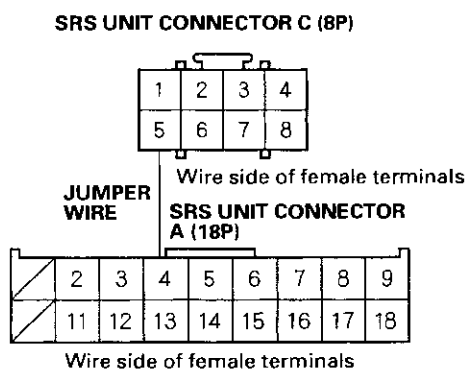 SRS UNIT CONNECTOR C (8P)
1 2 3 4
5 6 7 8
Wire side of female terminals
JUMPER
WIRE
SRS UNIT CONNECTOR
A (18P)
2 3 4 5 6 7 8 9
11 12 13 14 15 16 17 18
Wire side of female terminals